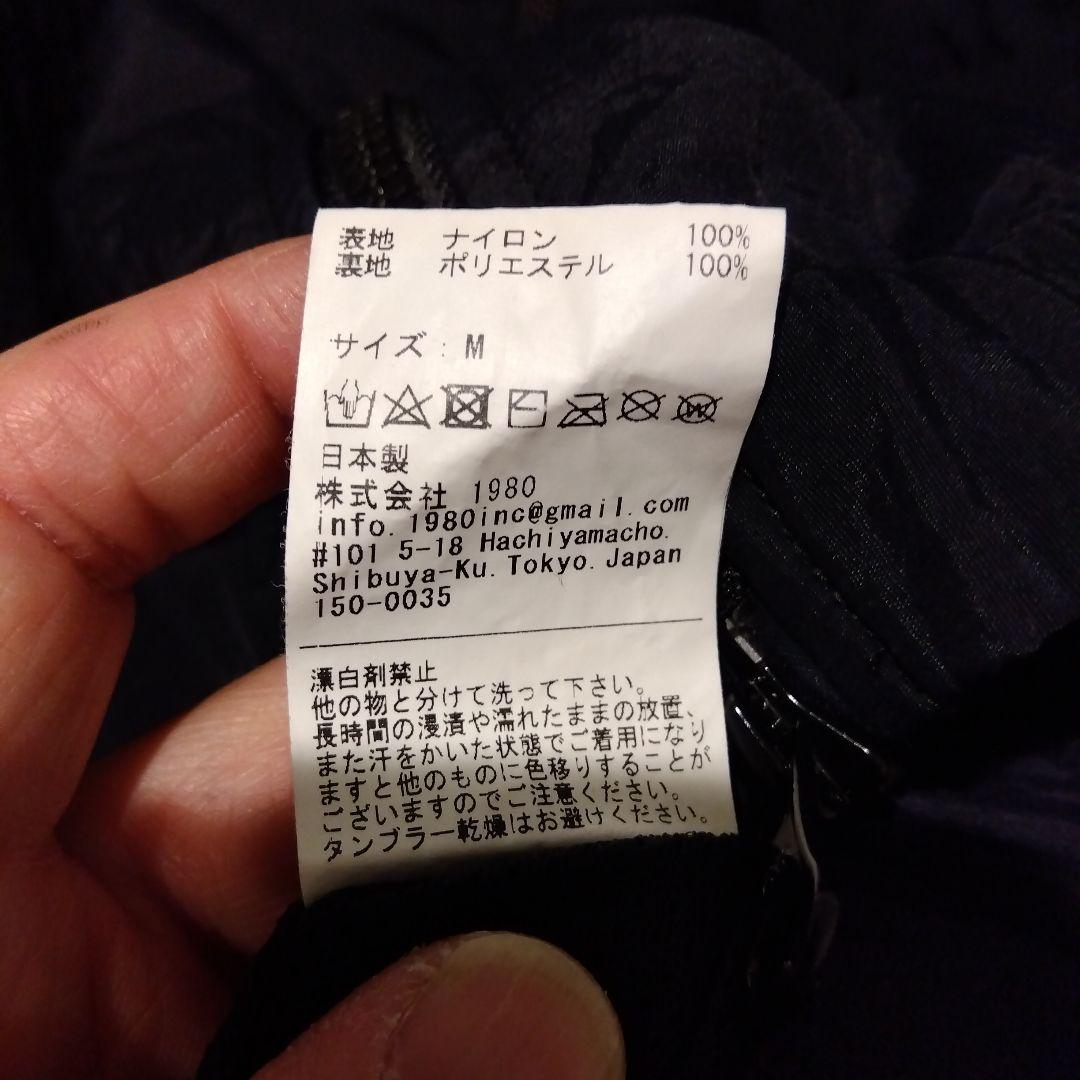 表地 ナイロン 100%
裏地 ポリエステル 100%
サイズ : M
日本製
株式会社 1980
info.1980inc@gmail.com
#101 5-18 Hachiyamacho.
Shibuya-Ku.Tokyo.Japan
150-0035
漂白剤禁止
他の物と分けて洗って下さい。
長時間の浸漬や濡れたままの放置、
また汗をかいた状態でご着用になり
ますと他のものに色移りすることが
ございますのでご注意ください。
タンブラー乾燥はお避けください。